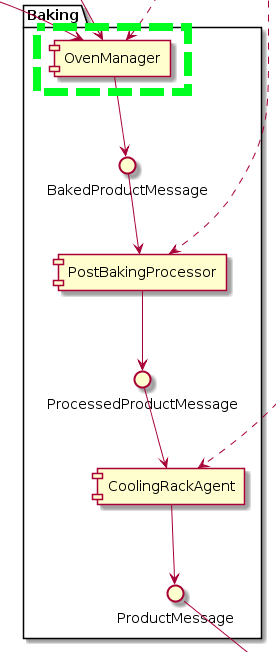 Baking
OvenManager
BakedProductMessage
PostBakingProcessor
ProcessedProductMessage
CoolingRackAgent
ProductMessage